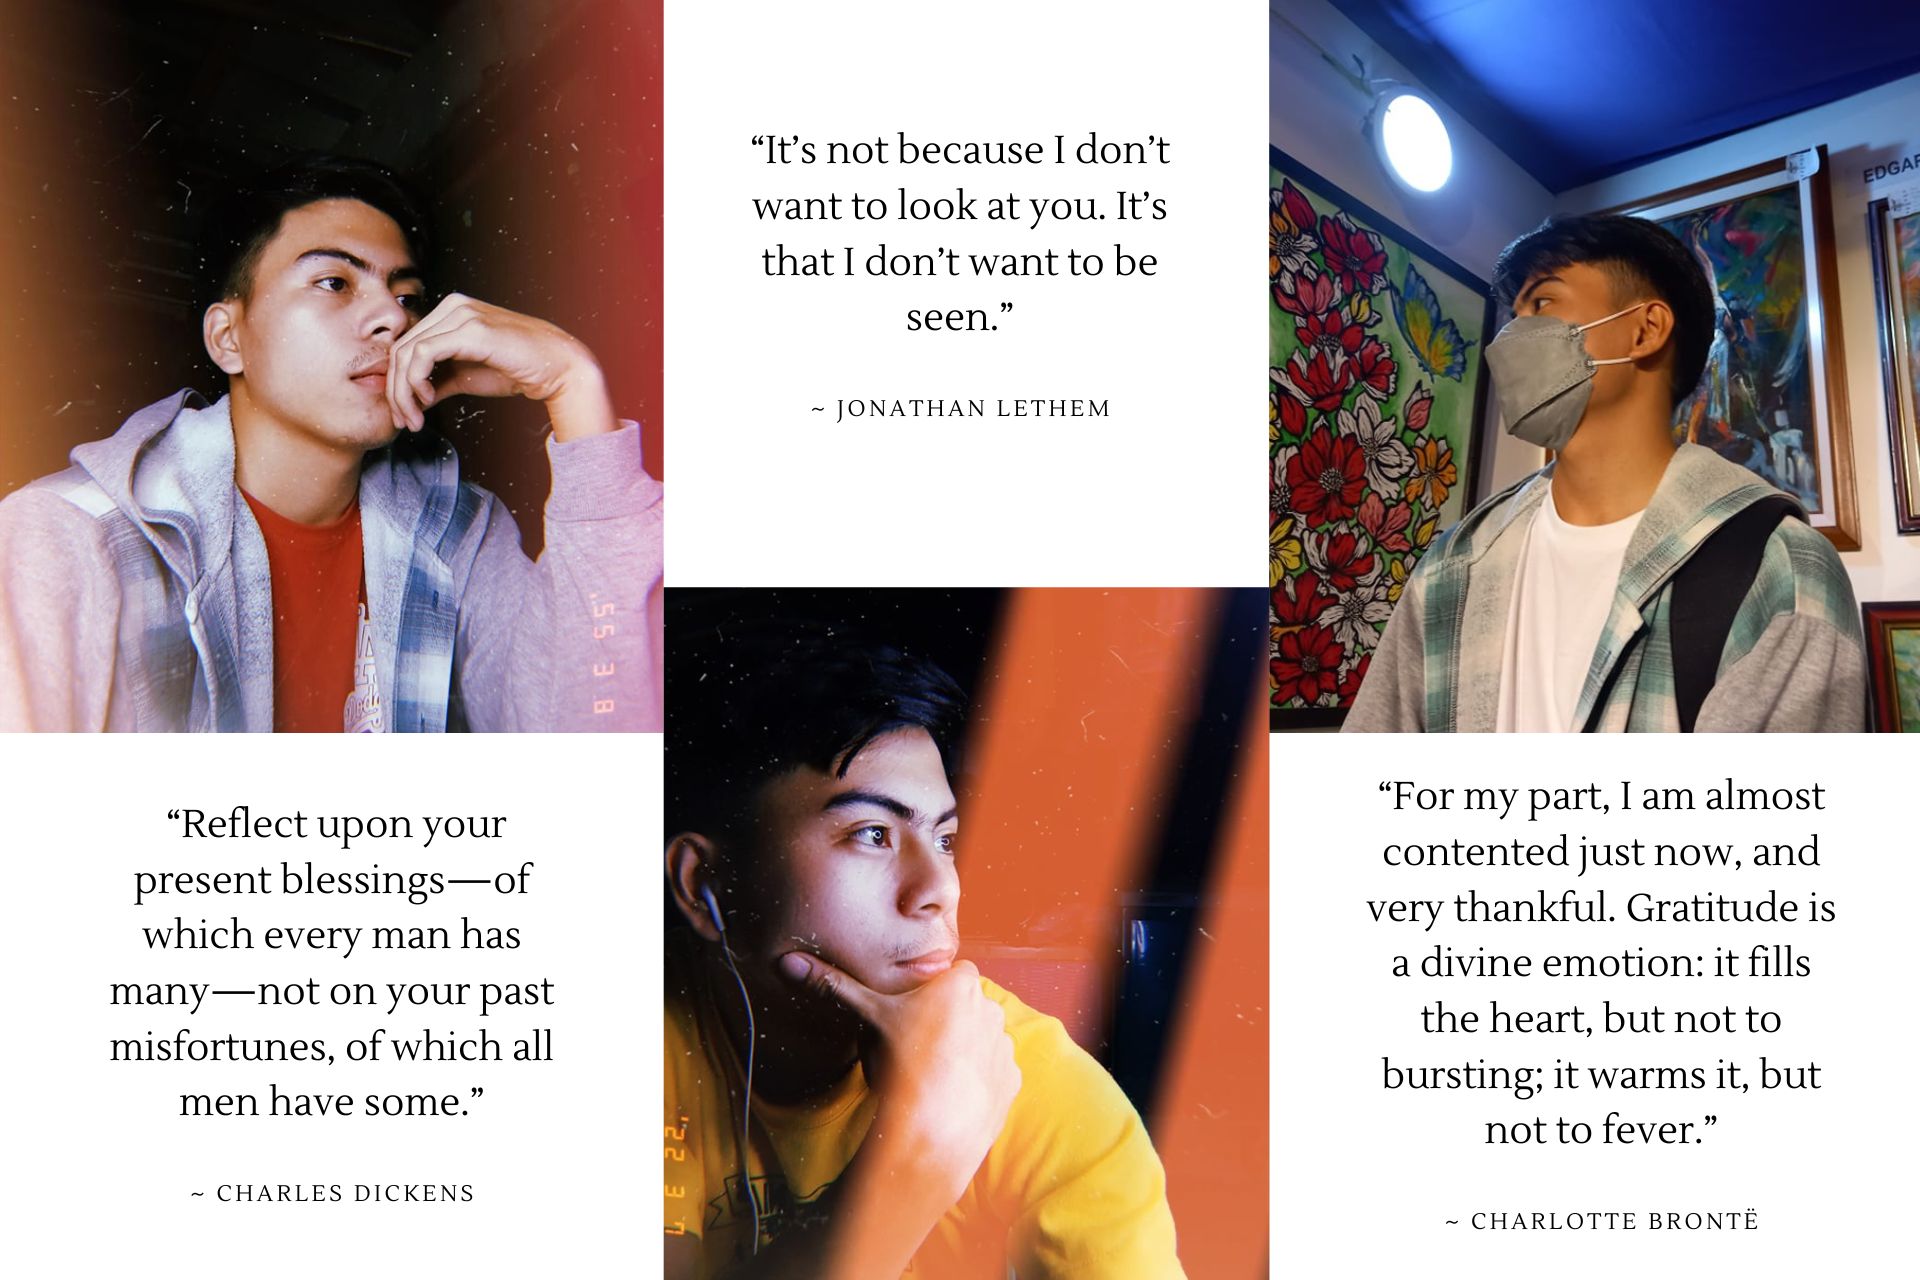 “It’s not because I don’t
want to look at you. It’s
that I don’t want to be
seen.”
~ JONATHAN LETHEM
EDGAR
“Reflect upon your
present blessings—of
which every man has
many—not on your past
misfortunes, of which all
men have some.”
~ CHARLES DICKENS
“For my part, I am almost
contented just now, and
very thankful. Gratitude is
a divine emotion: it fills
the heart, but not to
bursting; it warms it, but
not to fever.”
~ CHARLOTTE BRONTË